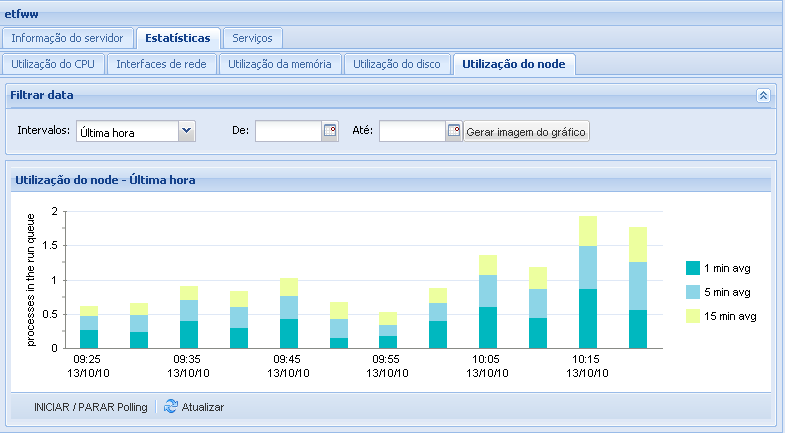 etfww
Informação do servidor Estatísticas Serviços
Utilização do CPU Interfaces de rede Utilização da memória Utilização do disco Utilização do node
Filtrar data
Intervalos: Última hora De: Até: Gerar imagem do gráfico
Utilização do node - Última hora
processes in the run queue
2
1.5
1
0.5
0
1 min avg
5 min avg
15 min avg
09:25 09:35 09:45 09:55 10:05 10:15
13/10/10 13/10/10 13/10/10 13/10/10 13/10/10 13/10/10
INICIAR / PARAR Polling Atualizar